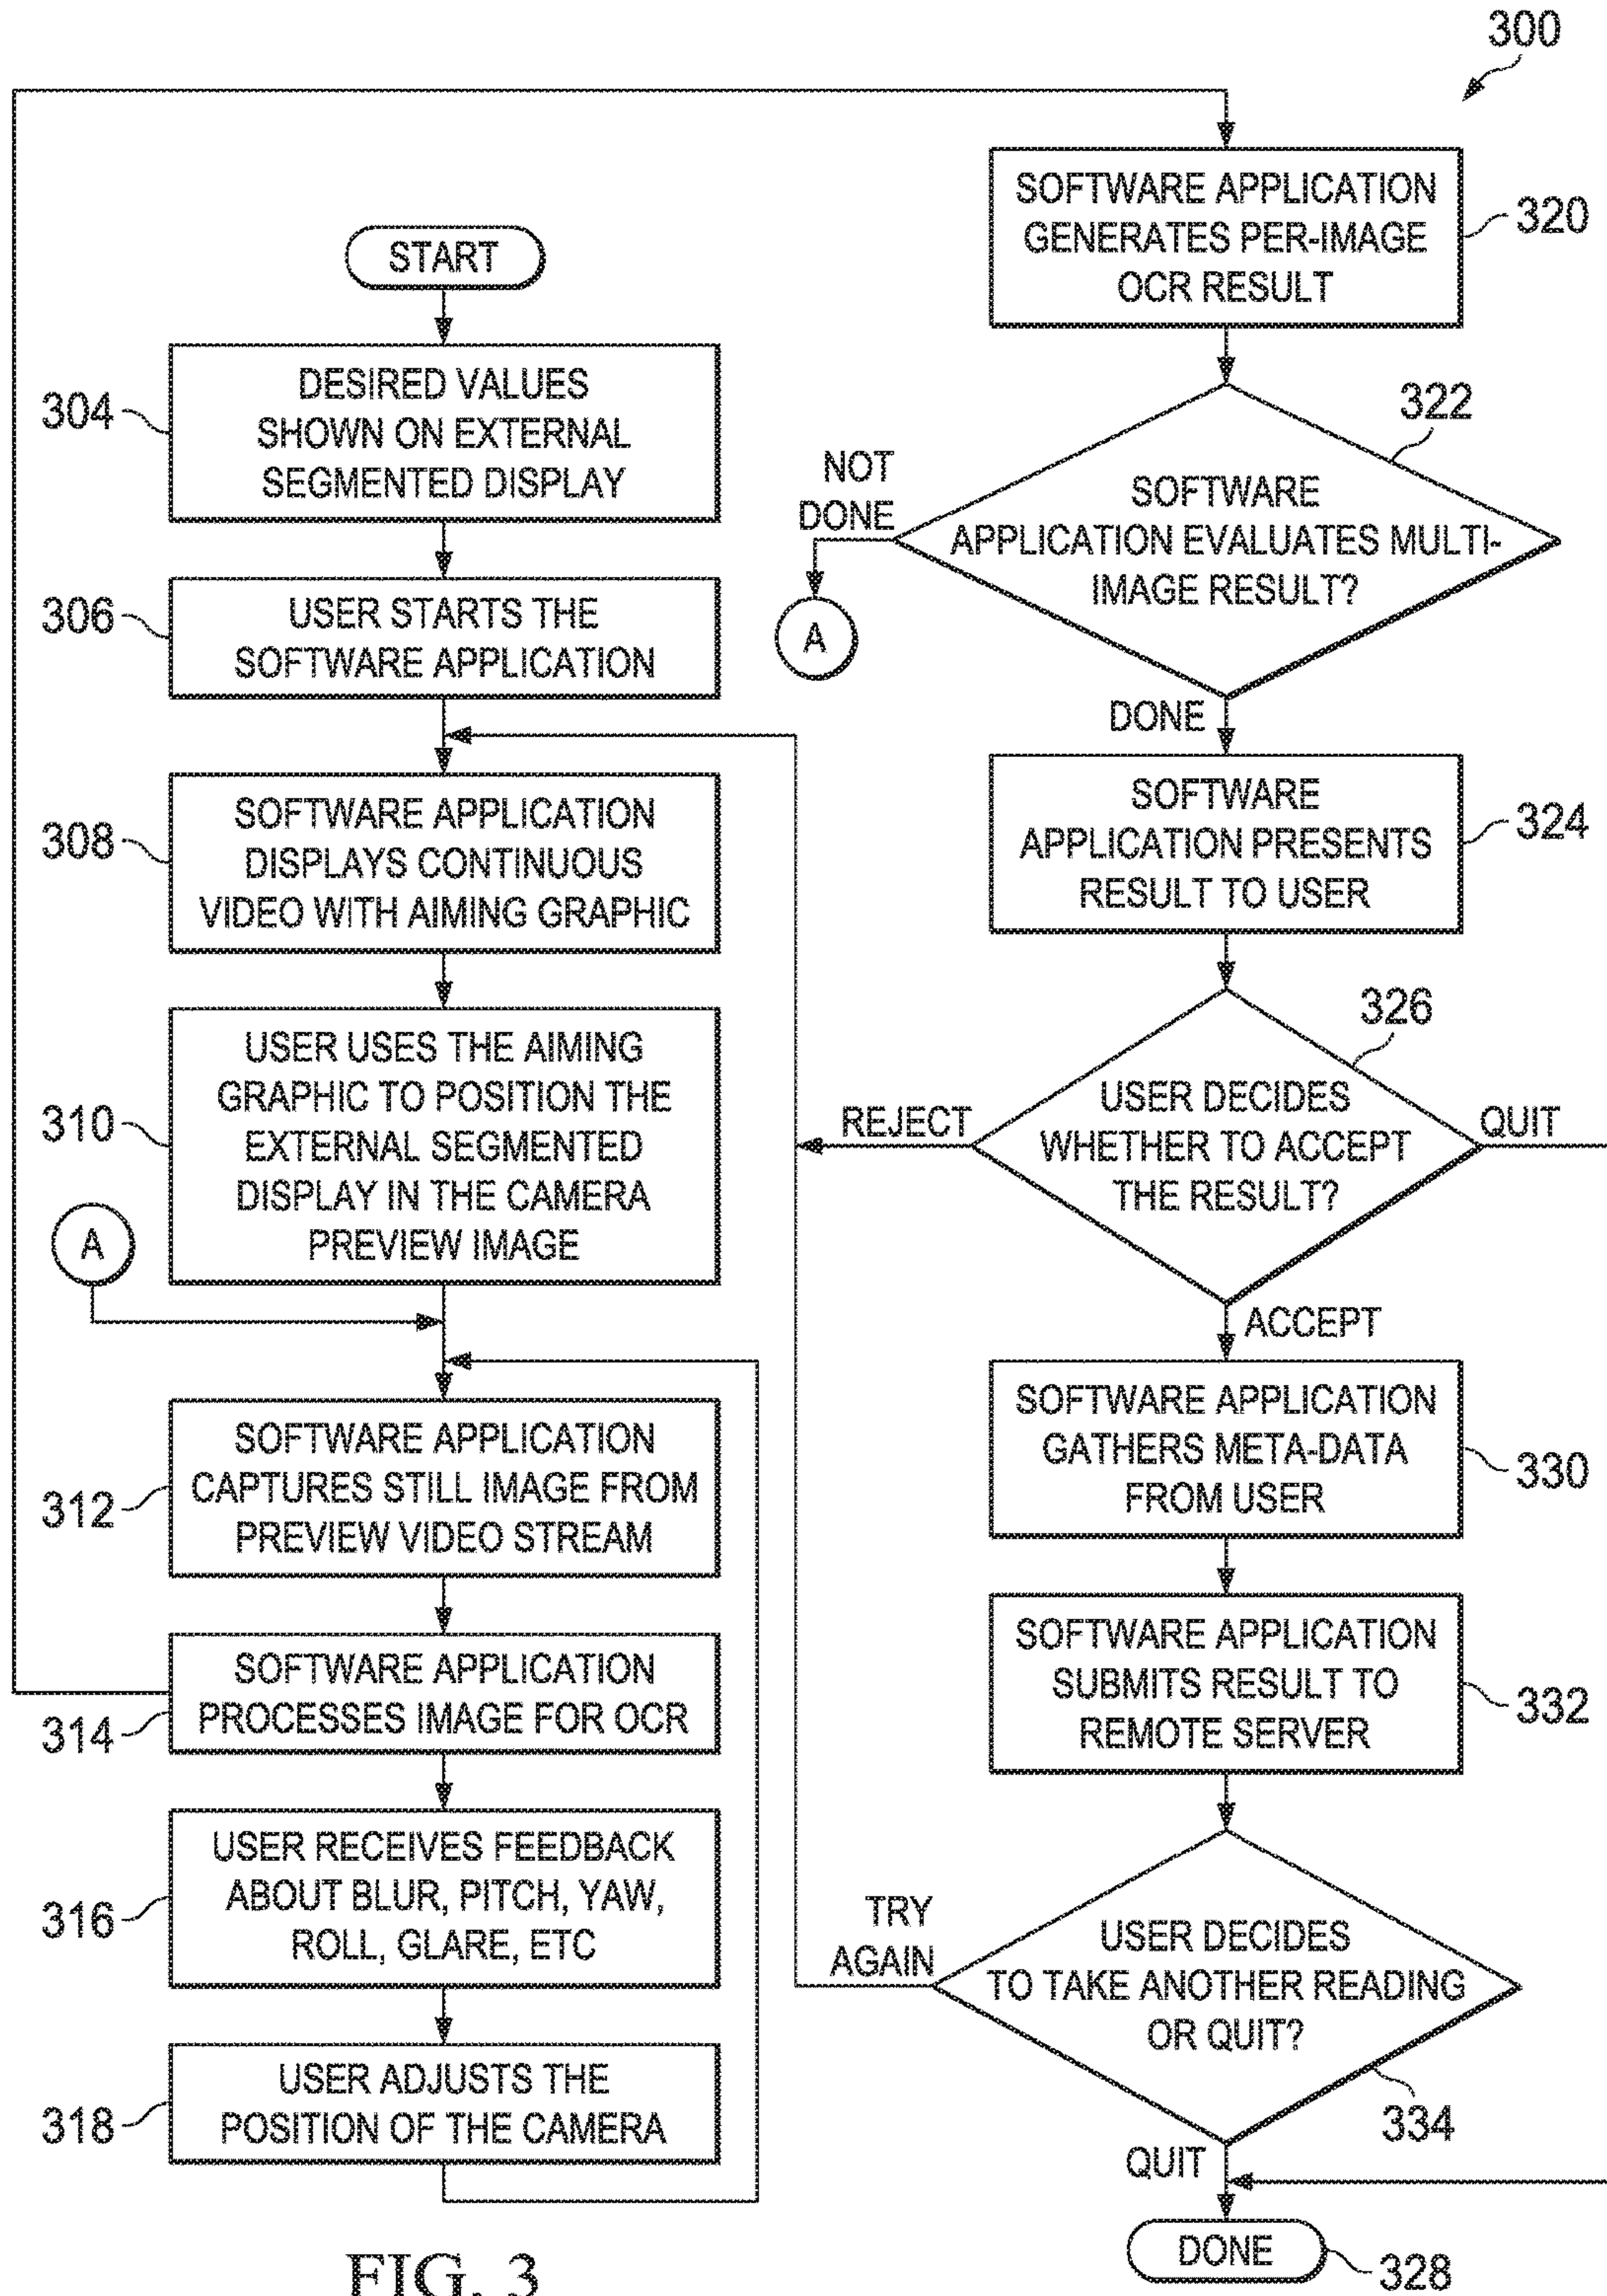 300
START
304
DESIRED VALUES
SHOWN ON EXTERNAL
SEGMENTED DISPLAY
306
USER STARTS THE
SOFTWARE APPLICATION
308
SOFTWARE APPLICATION
DISPLAYS CONTINUOUS
VIDEO WITH AIMING GRAPHIC
310
USER USES THE AIMING
GRAPHIC TO POSITION THE
EXTERNAL SEGMENTED
DISPLAY IN THE CAMERA
PREVIEW IMAGE
A
312
SOFTWARE APPLICATION
CAPTURES STILL IMAGE FROM
PREVIEW VIDEO STREAM
314
SOFTWARE APPLICATION
PROCESSES IMAGE FOR OCR
316
USER RECEIVES FEEDBACK
ABOUT BLUR, PITCH, YAW,
ROLL, GLARE, ETC
318
USER ADJUSTS THE
POSITION OF THE CAMERA
SOFTWARE APPLICATION
GENERATES PER-IMAGE
OCR RESULT
320
322
SOFTWARE
APPLICATION EVALUATES MULTI-
IMAGE RESULT?
NOT
DONE
A
DONE
SOFTWARE
APPLICATION PRESENTS
RESULT TO USER
324
326
USER DECIDES
WHETHER TO ACCEPT
THE RESULT?
REJECT
QUIT
ACCEPT
SOFTWARE APPLICATION
GATHERS META-DATA
FROM USER
330
SOFTWARE APPLICATION
SUBMITS RESULT TO
REMOTE SERVER
332
TRY
AGAIN
USER DECIDES
TO TAKE ANOTHER READING
OR QUIT?
334
QUIT
DONE
328
FIG. 3